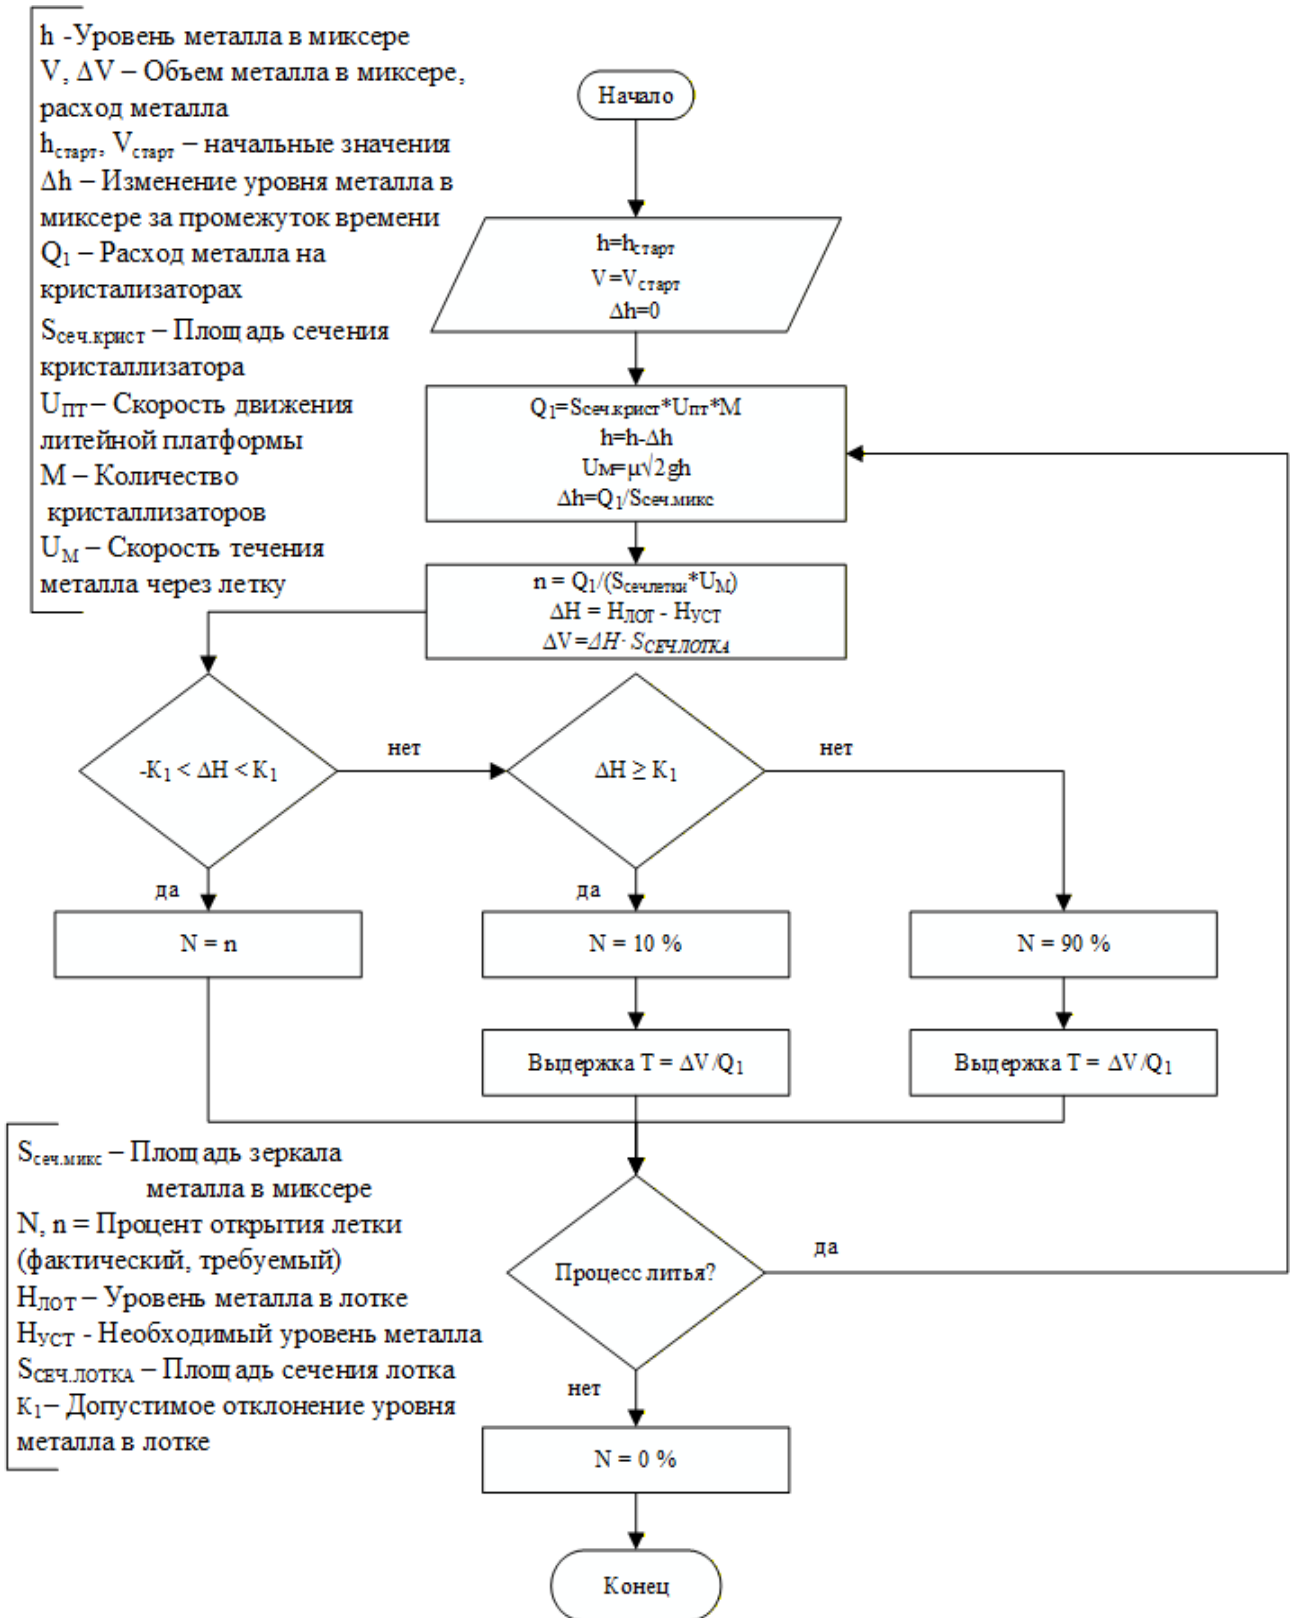 h -Уровень металла в миксере
V, ΔV – Объем металла в миксере,
расход металла
hстарт, Vстарт – начальные значения
Δh – Изменение уровня металла в
миксере за промежуток времени
Q1 – Расход металла на
кристализаторах
Sсеч.крист – Площадь сечения
кристаллизатора
UПТ – Скорость движения
литейной платформы
M – Количество
кристаллизаторов
UM – Скорость течения
металла через летку
Начало
h=hстарт
V=Vстарт
Δh=0
Q1=Sсеч.крист*Uпт*M
h=h-Δh
Uм=μ√2gh
Δh=Q1/Sсеч.микс
n = Q1/(Sсеч.летки*UM)
ΔH = HЛОТ - HУСТ
ΔV=ΔH· SСЕЧ.ЛОТКА
-K1 < ΔH < K1
нет
ΔH ≥ K1
нет
да
да
N = n
N = 10 %
N = 90 %
Выдержка T = ΔV/Q1
Выдержка T = ΔV/Q1
Sсеч.микс – Площадь зеркала
металла в миксере
N, n = Процент открытия летки
(фактический, требуемый)
HЛОТ – Уровень металла в лотке
HУСТ - Необходимый уровень металла
SСЕЧ.ЛОТКА – Площадь сечения лотка
K1– Допустимое отклонение уровня
металла в лотке
Процесс литья?
да
нет
N = 0 %
Конец